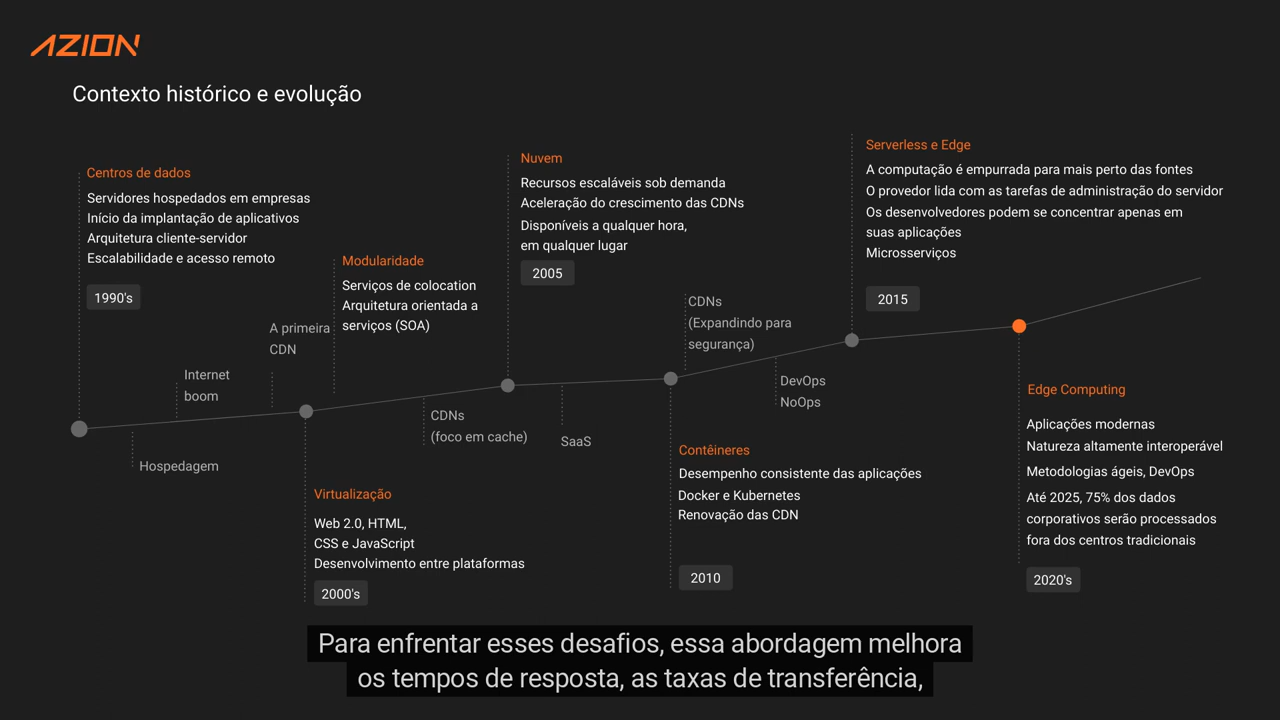 AZION
Contexto histórico e evolução
Centros de dados
Servidores hospedados em empresas
Início da implantação de aplicativos
Arquitetura cliente-servidor
Escalabilidade e acesso remoto
1990's
Hospedagem
Internet
boom
A primeira
CDN
Virtualização
Web 2.0, HTML,
CSS e JavaScript
Desenvolvimento entre plataformas
2000's
Modularidade
Serviços de colocation
Arquitetura orientada a
serviços (SOA)
CDNs
(foco em cache)
Nuvem
Recursos escaláveis sob demanda
Aceleração do crescimento das CDNs
Disponíveis a qualquer hora,
em qualquer lugar
2005
SaaS
Contêineres
Desempenho consistente das aplicações
Docker e Kubernetes
Renovação das CDN
2010
CDNs
(Expandindo para
segurança)
DevOps
NoOps
Serverless e Edge
A computação é empurrada para mais perto das fontes
O provedor lida com as tarefas de administração do servidor
Os desenvolvedores podem se concentrar apenas em
suas aplicações
Microsserviços
2015
Edge Computing
Aplicações modernas
Natureza altamente interoperável
Metodologias ágeis, DevOps
Até 2025, 75% dos dados
corporativos serão processados
fora dos centros tradicionais
2020's
Para enfrentar esses desafios, essa abordagem melhora
os tempos de resposta, as taxas de transferência,